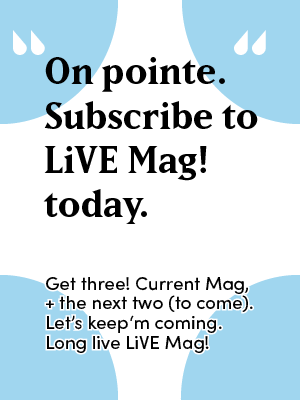 On pointe.
Subscribe to
LiVE Mag!
today.
Get three! Current Mag,
+ the next two (to come).
Let's keep'm coming.
Long live LiVE Mag!